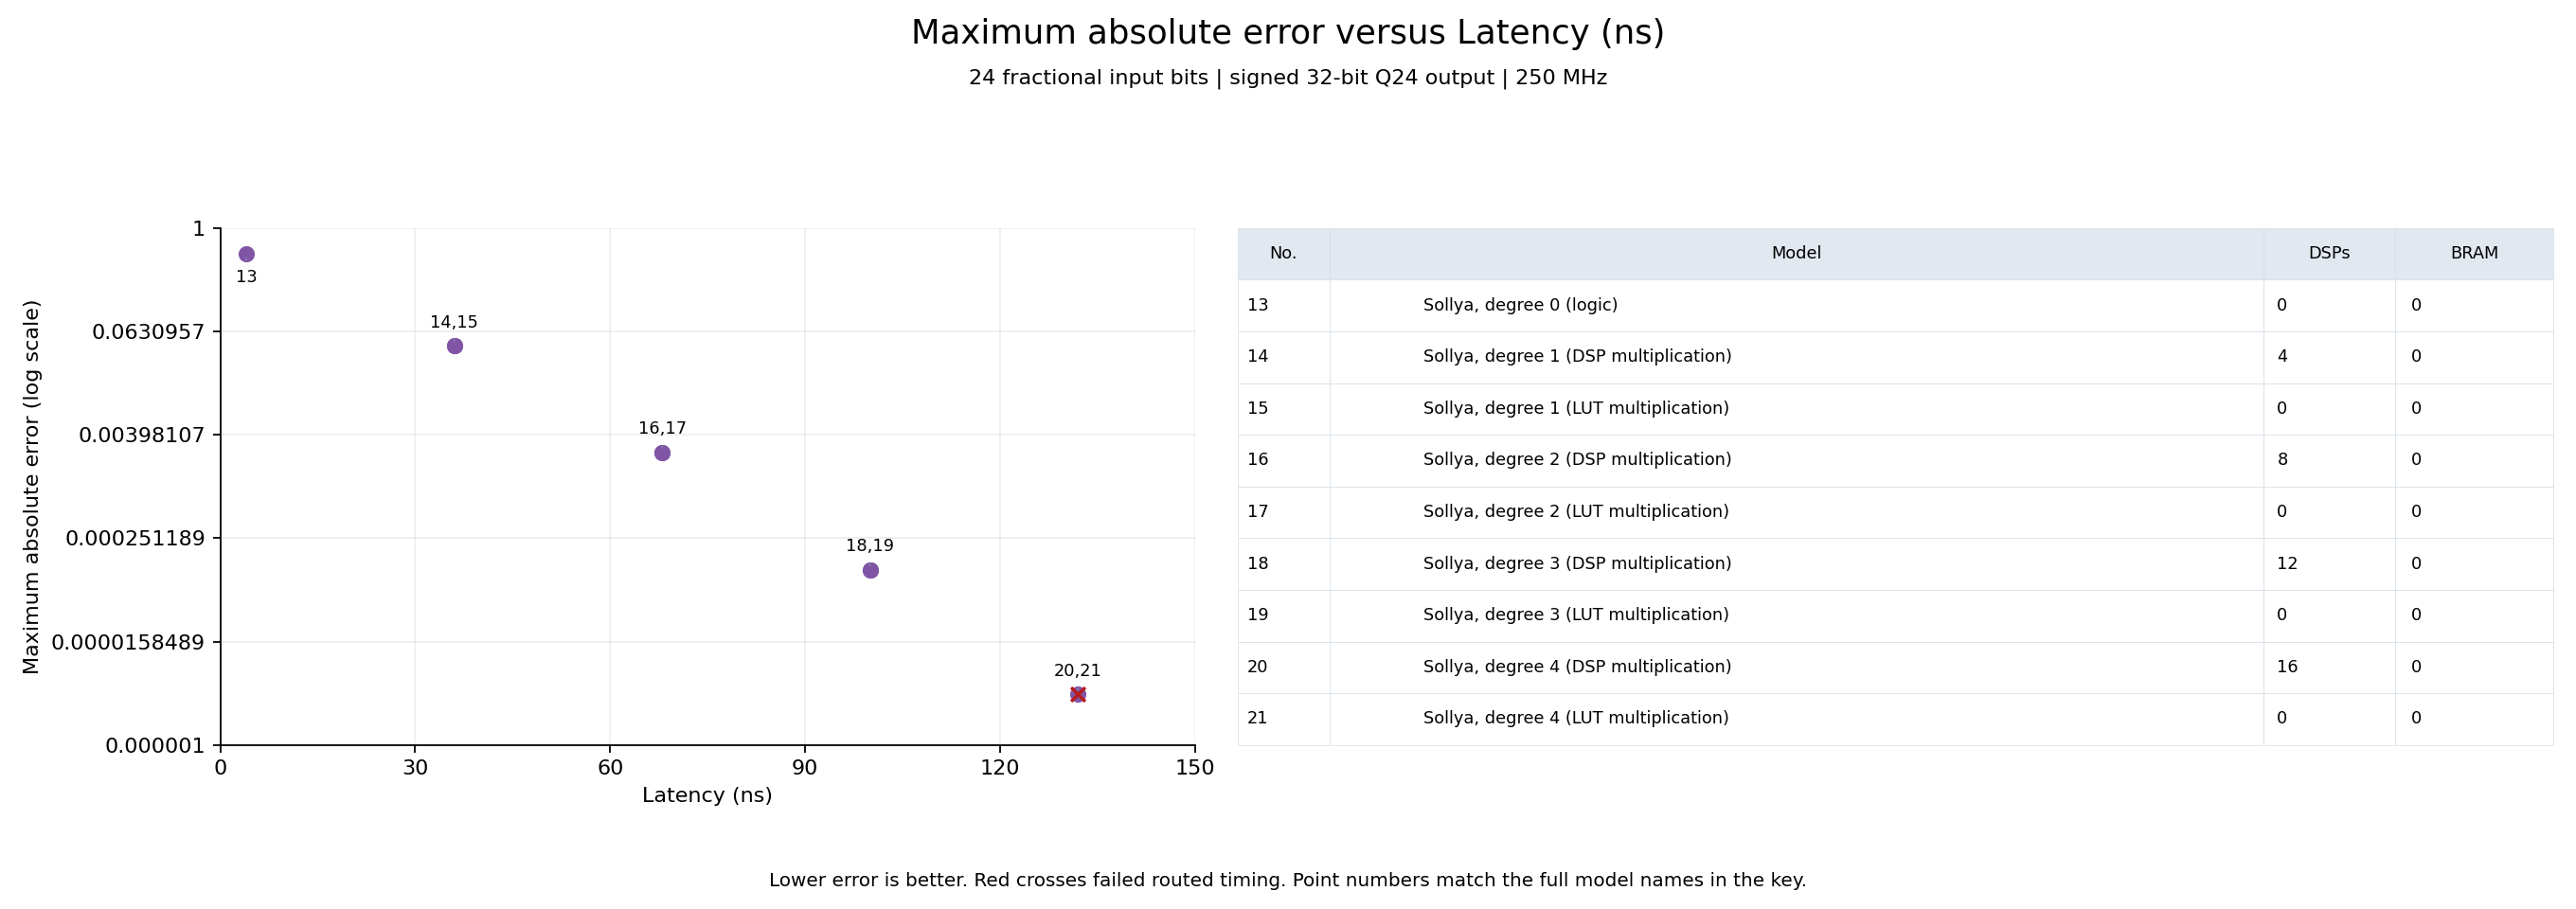 Maximum absolute error versus Latency (ns)
24 fractional input bits | signed 32-bit Q24 output | 250 MHz
Maximum absolute error (log scale)
1
0.0630957
0.00398107
0.000251189
0.0000158489
0.000001
13
14,15
16,17
18,19
20,21
0 30 60 90 120 150
Latency (ns)
No. Model DSPs BRAM
13 Sollya, degree 0 (logic) 0 0
14 Sollya, degree 1 (DSP multiplication) 4 0
15 Sollya, degree 1 (LUT multiplication) 0 0
16 Sollya, degree 2 (DSP multiplication) 8 0
17 Sollya, degree 2 (LUT multiplication) 0 0
18 Sollya, degree 3 (DSP multiplication) 12 0
19 Sollya, degree 3 (LUT multiplication) 0 0
20 Sollya, degree 4 (DSP multiplication) 16 0
21 Sollya, degree 4 (LUT multiplication) 0 0
Lower error is better. Red crosses failed routed timing. Point numbers match the full model names in the key.